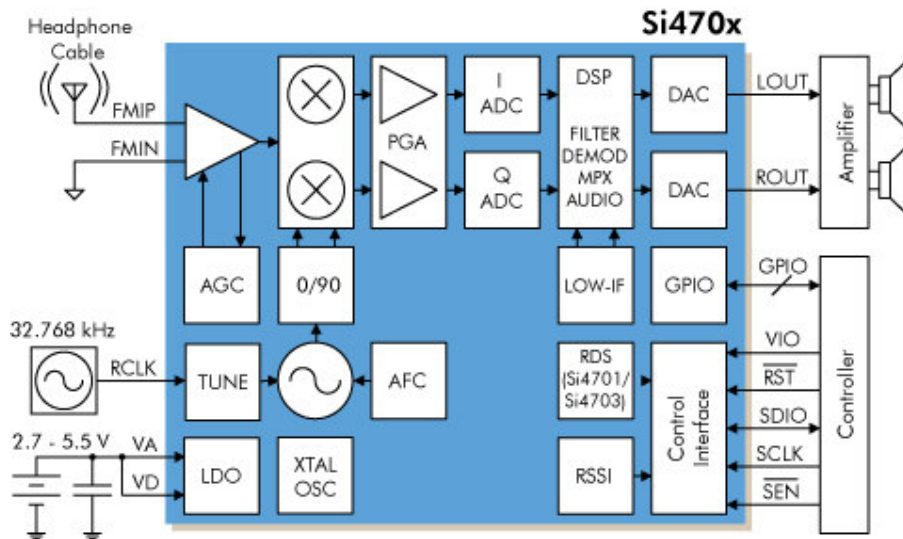 Si470x
Headphone
Cable
FMIP
FMIN
PGA
I
ADC
Q
ADC
DSP
FILTER
DEMOD
MPX
AUDIO
DAC
DAC
LOUT
ROUT
Amplifier
AGC
0/90
LOW-IF
GPIO
GPIO
32.768 kHz
RCLK
TUNE
AFC
RDS
(Si4701/
Si4703)
Control
Interface
VIO
RST
SDIO
SCLK
SEN
Controller
2.7 - 5.5 V
VA
VD
LDO
XTAL
OSC
RSSI